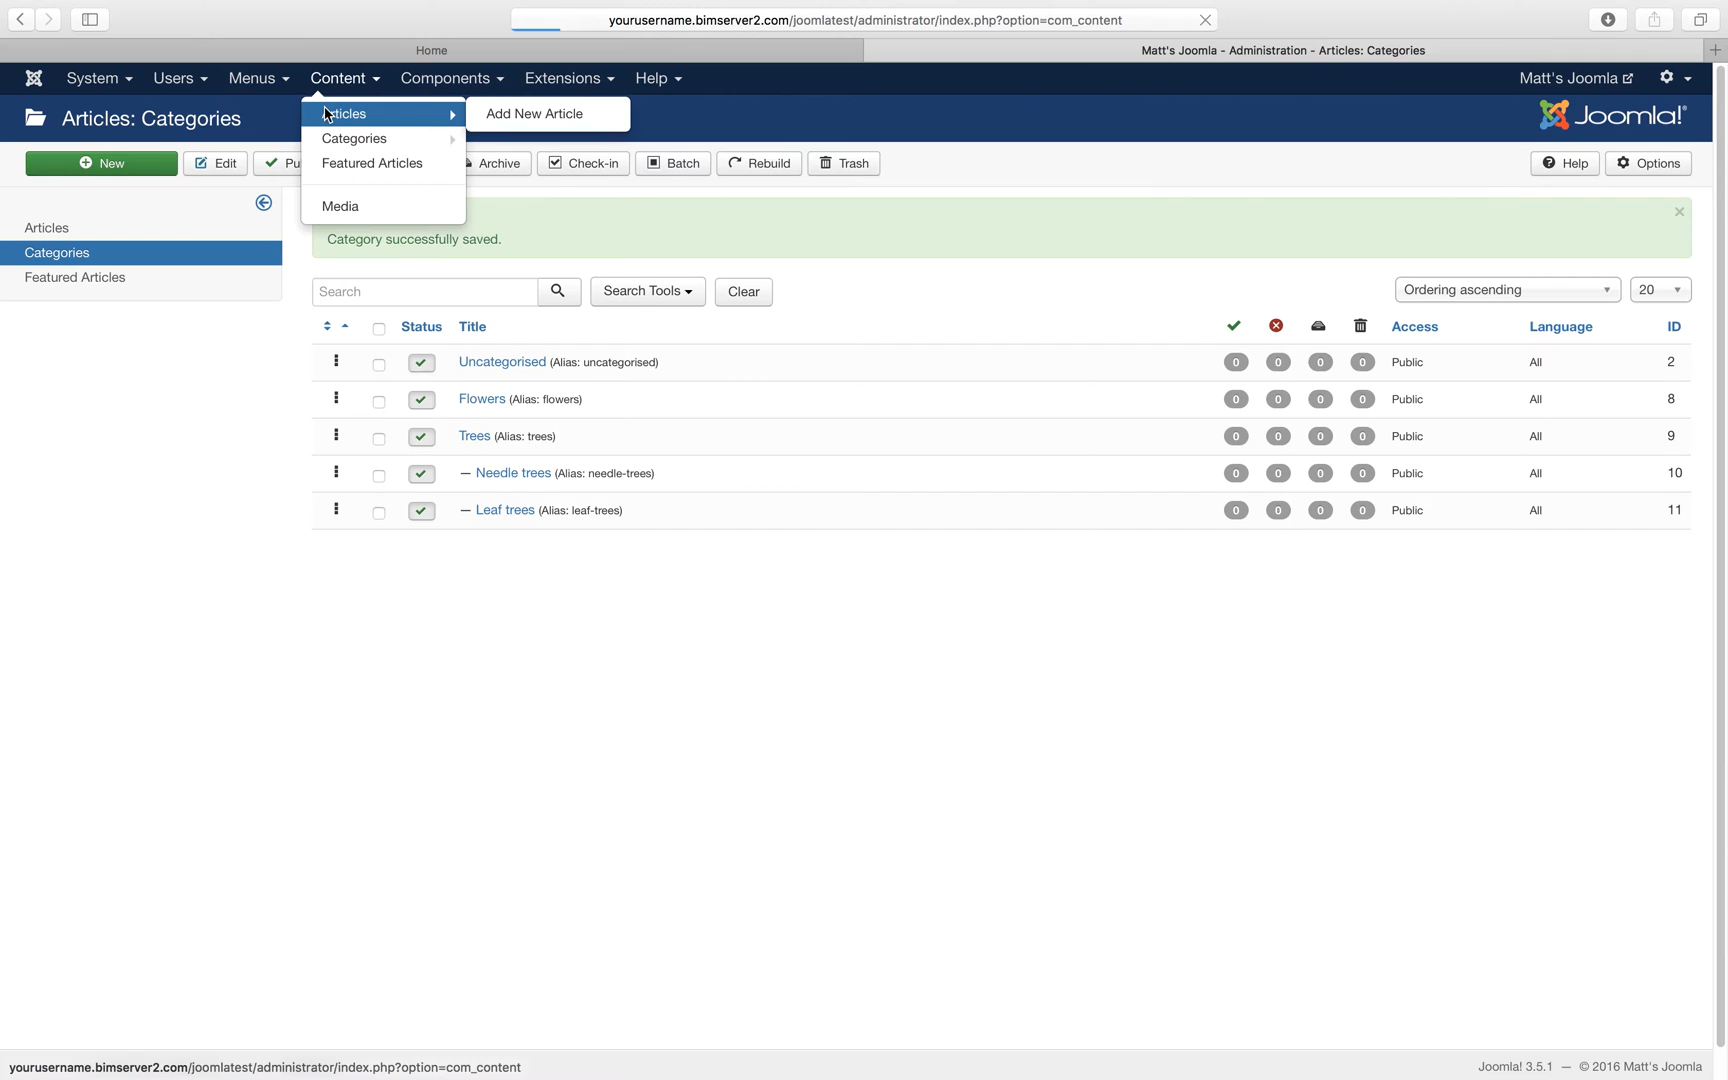 yourusername.bimserver2.com/joomlatest/administrator/index.php?option=com_content
Home
Matt's Joomla - Administration - Articles: Categories
System Users Menus Content Components Extensions Help Matt's Joomla
Articles: Categories
Joomla!
Articles
Add New Article
Categories
Featured Articles
Media
New Edit Archive Check-in Batch Rebuild Trash Help Options
Articles
Categories
Featured Articles
Category successfully saved.
Search Search Tools Clear Ordering ascending 20
Status Title Access Language ID
Uncategorised (Alias: uncategorised) 0 0 0 0 Public All 2
Flowers (Alias: flowers) 0 0 0 0 Public All 8
Trees (Alias: trees) 0 0 0 0 Public All 9
— Needle trees (Alias: needle-trees) 0 0 0 0 Public All 10
— Leaf trees (Alias: leaf-trees) 0 0 0 0 Public All 11
yourusername.bimserver2.com/joomlatest/administrator/index.php?option=com_content
Joomla! 3.5.1 — © 2016 Matt's Joomla